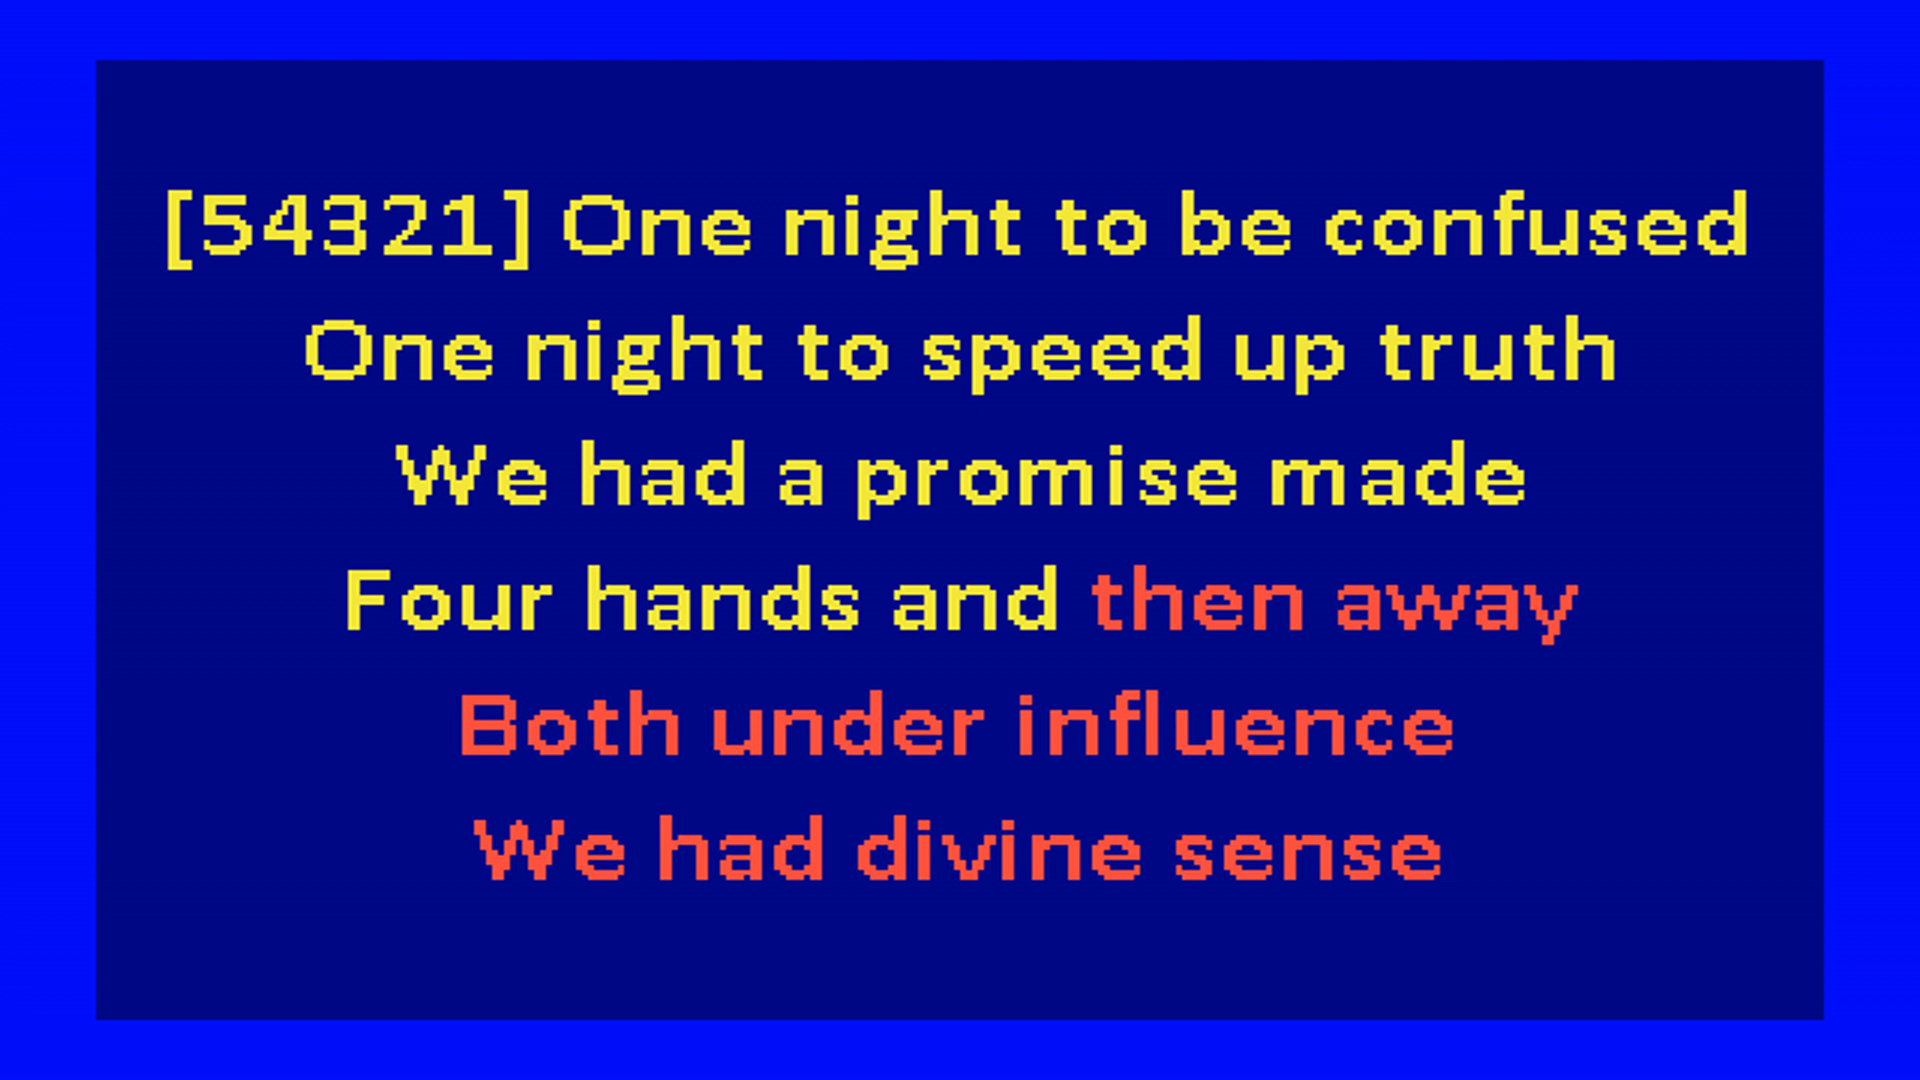 [54321] One night to be confused
One night to speed up truth
We had a promise made
Four hands and then away
Both under influence
We had divine sense